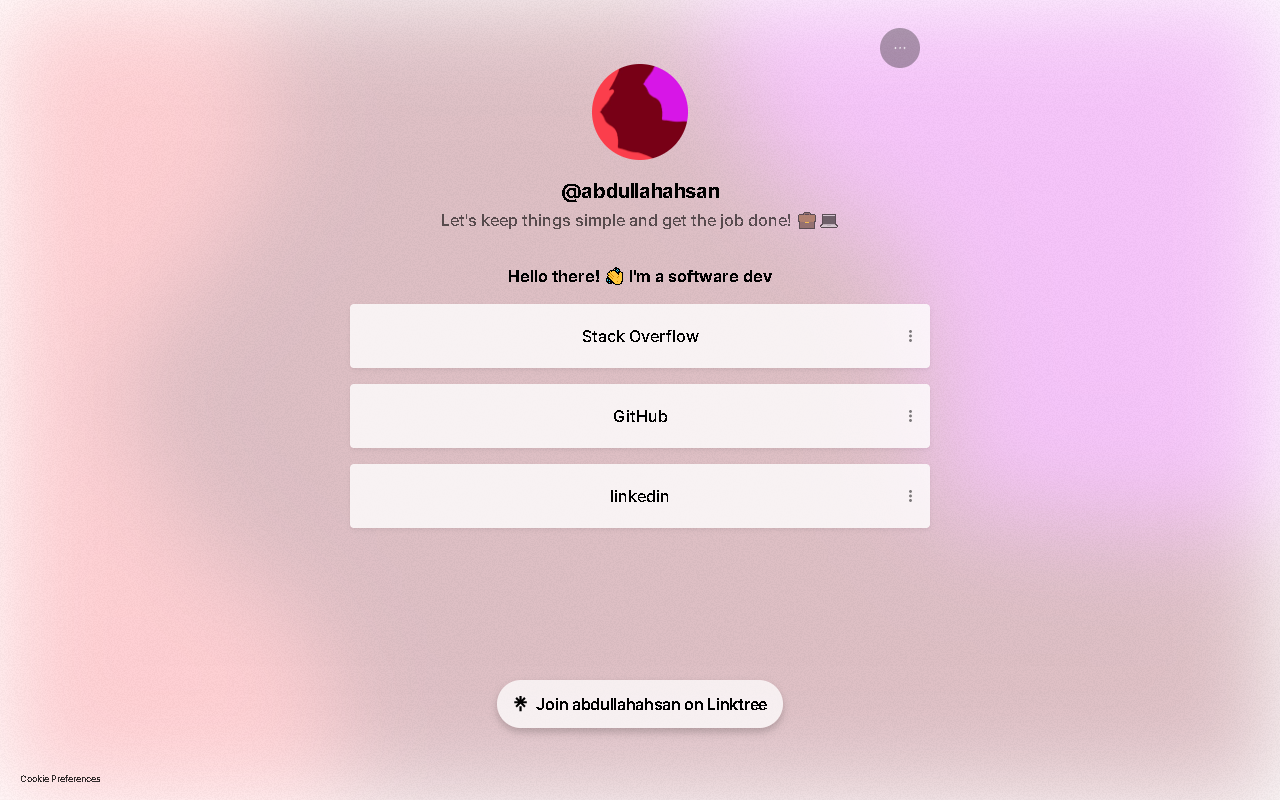 @abdullahahsan
Let's keep things simple and get the job done! 💼💻
Hello there! 👋 I'm a software dev
Stack Overflow
GitHub
linkedin
Join abdullahahsan on Linktree
Cookie Preferences